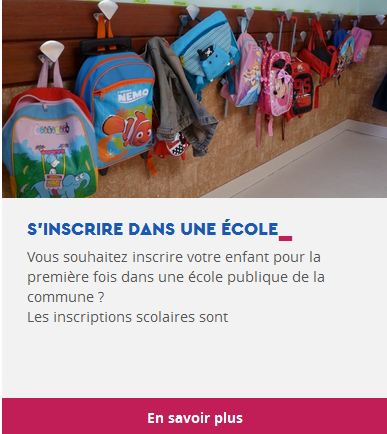 NEMO
S'INSCRIRE DANS UNE ÉCOLE_
Vous souhaitez inscrire votre enfant pour la
première fois dans une école publique de la
commune ?
Les inscriptions scolaires sont
En savoir plus